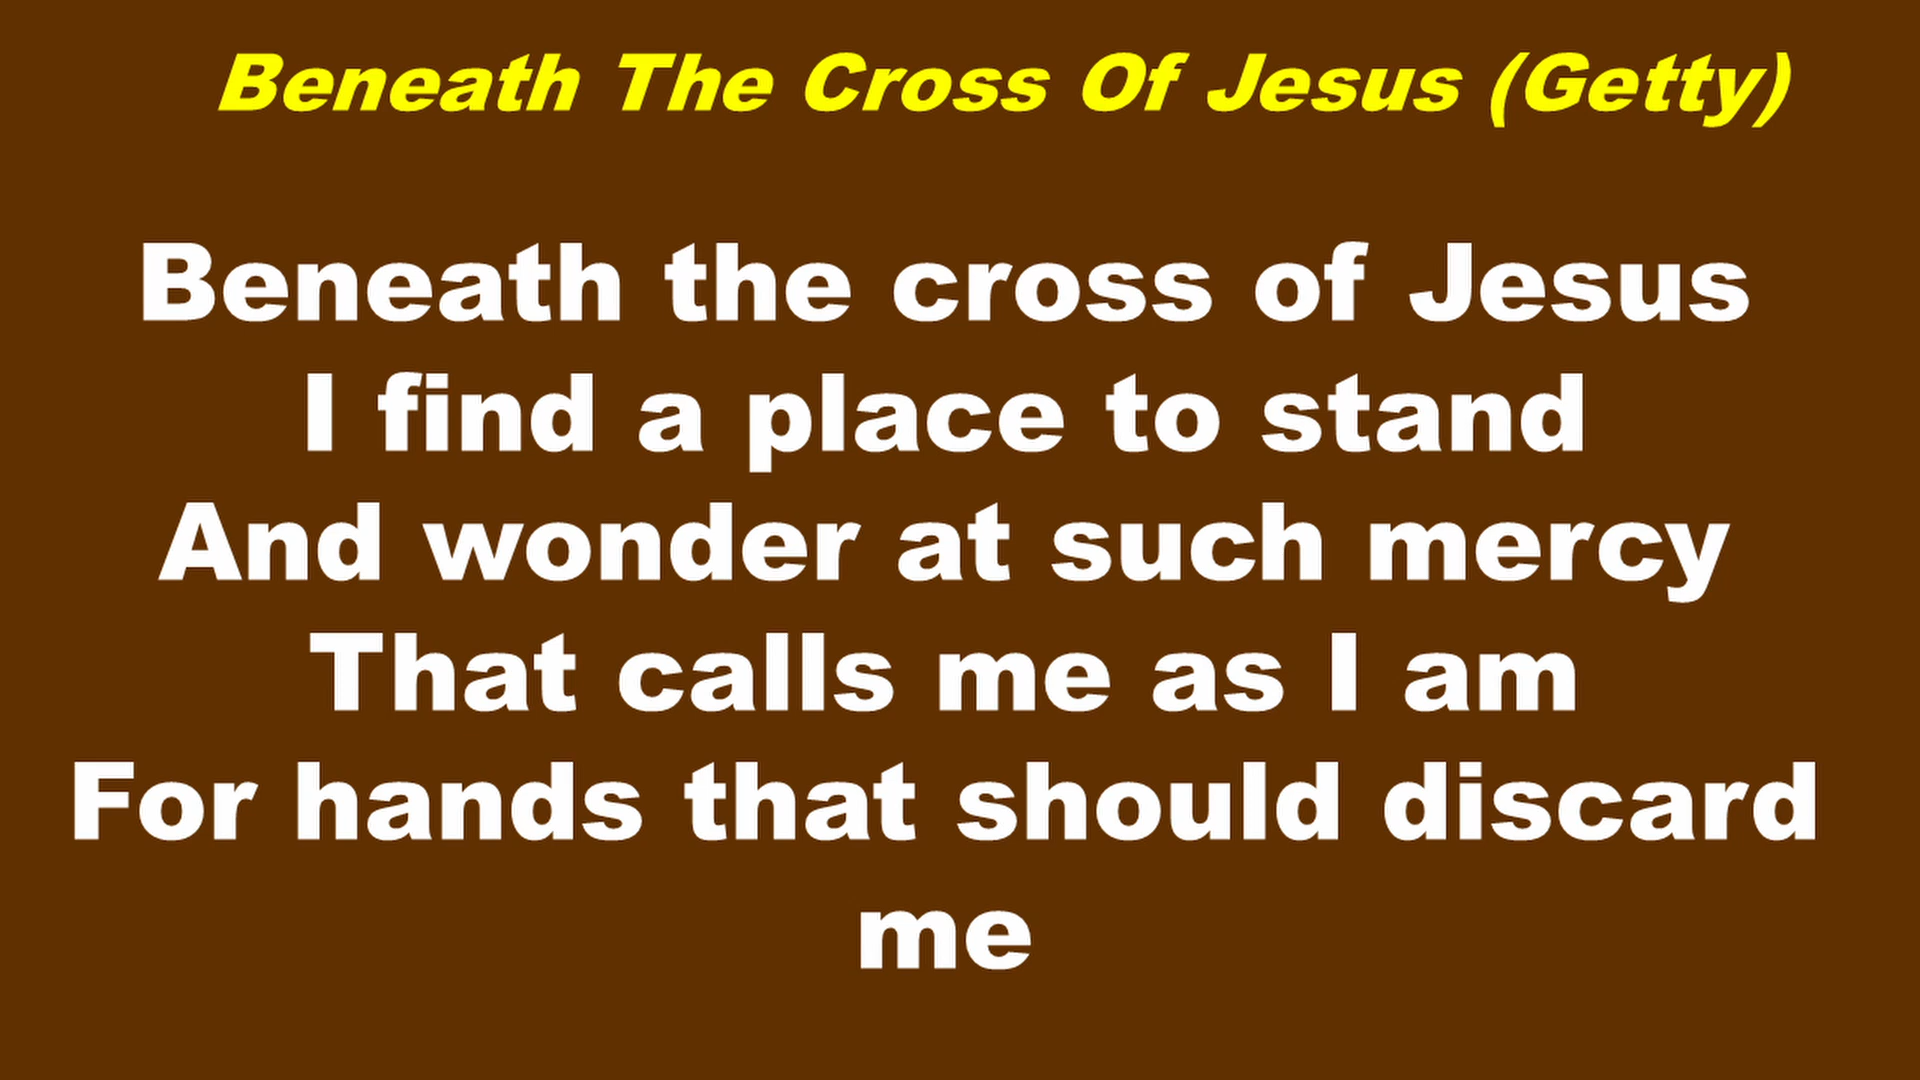 Beneath The Cross Of Jesus (Getty)
Beneath the cross of Jesus
I find a place to stand
And wonder at such mercy
That calls me as I am
For hands that should discard
me